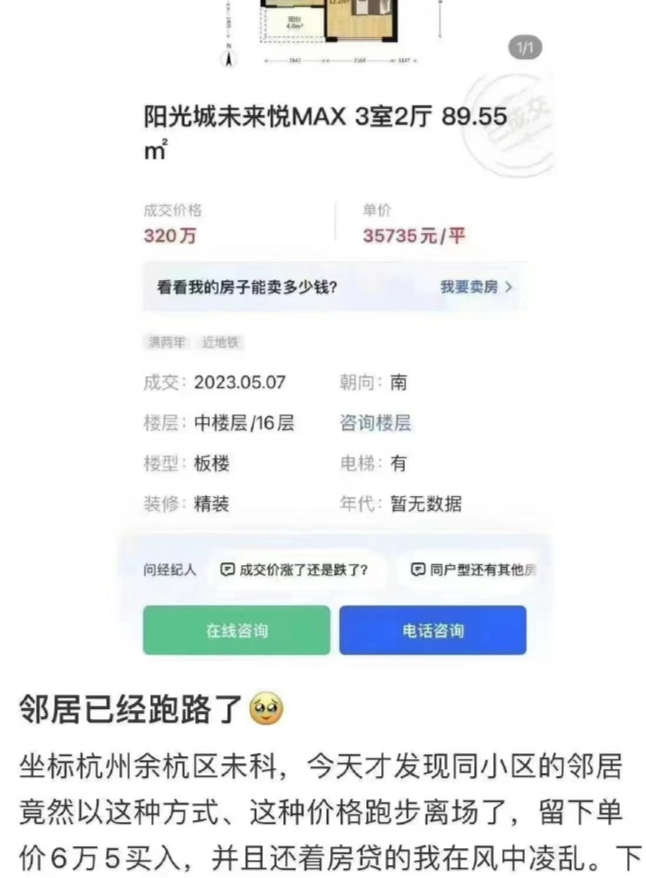 阳台
4.0m²
N
1/1
阳光城未来悦MAX 3室2厅 89.55
㎡
已成交
成交价格
单价
320万
35735元/平
看看我的房子能卖多少钱?
我要卖房 >
满两年 近地铁
成交: 2023.05.07
朝向: 南
楼层: 中楼层/16层
咨询楼层
楼型: 板楼
电梯: 有
装修: 精装
年代: 暂无数据
问经纪人
成交价涨了还是跌了?
同户型还有其他房
在线咨询
电话咨询
邻居已经跑路了🥹
坐标杭州余杭区未科，今天才发现同小区的邻居
竟然以这种方式、这种价格跑步离场了，留下单
价6万5买入，并且还着房贷的我在风中凌乱。下